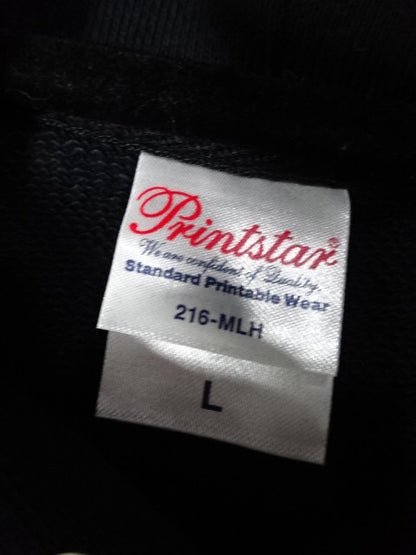 Printstar®
We are confident of Quality.
Standard Printable Wear
216-MLH
L